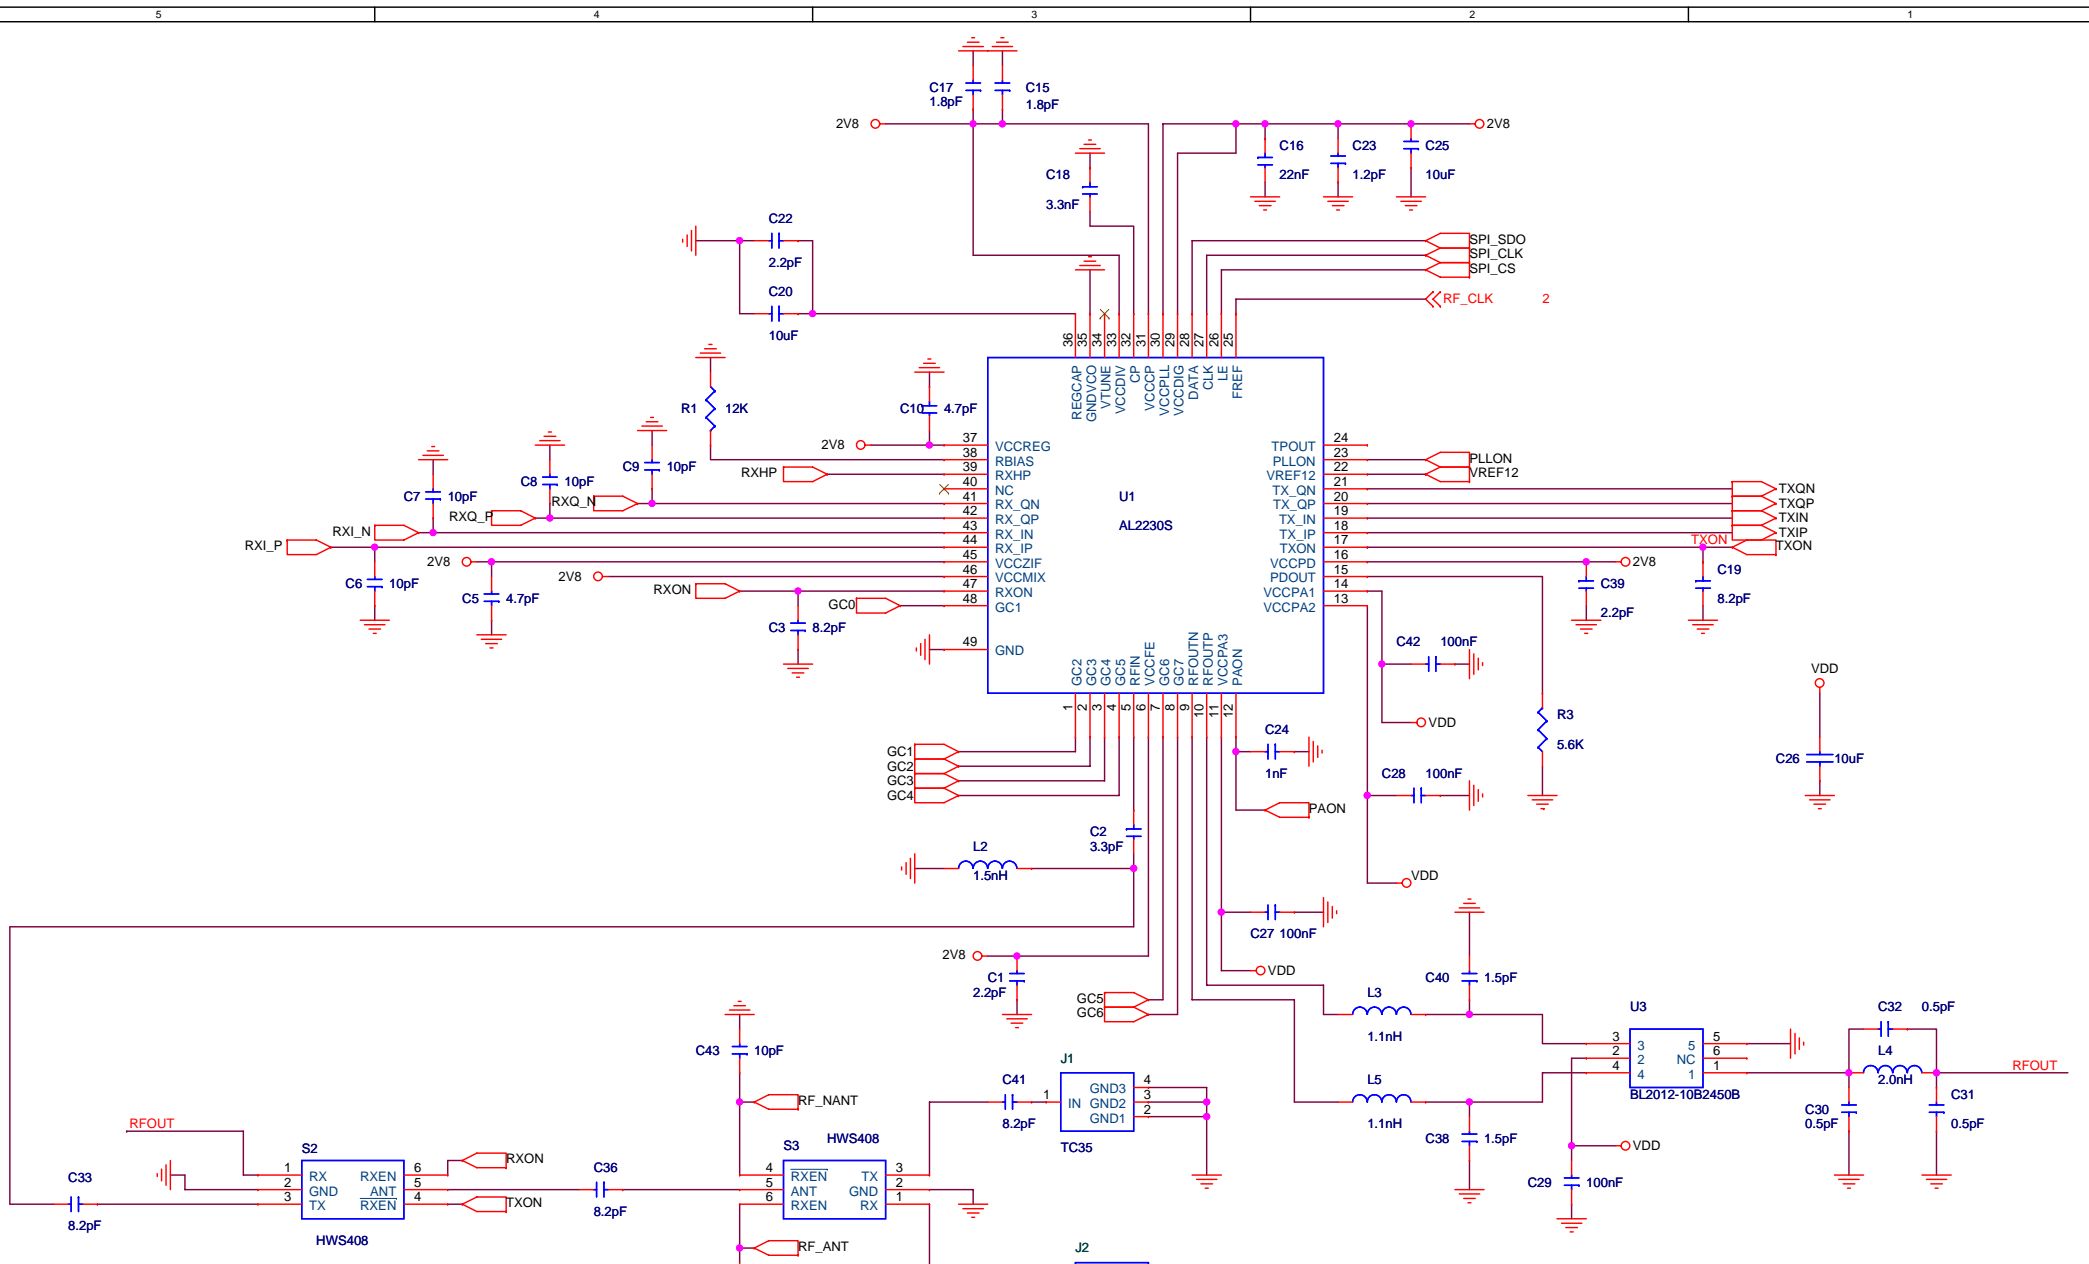 5 4 3 2 1
C17 1.8pF
C15 1.8pF
2V8
2V8
C18 3.3nF
C16 22nF
C23 1.2pF
C25 10uF
C22 2.2pF
C20 10uF
SPI_SDO
SPI_CLK
SPI_CS
RF_CLK 2
36 35 34 33 32 31 30 29 28 27 26 25
REGCAP GNDVCO VTUNE VCCDIV CP VCCCP VCCPLL VCCDIG DATA CLK LE FREF
R1 12K
C10 4.7pF
2V8
RXHP
C9 10pF
C8 10pF
C7 10pF
RXQ_N
RXQ_P
RXI_N
RXI_P
C6 10pF
2V8
C5 4.7pF
2V8
RXON
C3 8.2pF
GC0
37 VCCREG
38 RBIAS
39 RXHP
40 NC
41 RX_QN
42 RX_QP
43 RX_IN
44 RX_IP
45 VCCZIF
46 VCCMIX
47 RXON
48 GC1
49 GND
U1
AL2230S
TPOUT 24
PLLON 23
VREF12 22
TX_QN 21
TX_QP 20
TX_IN 19
TX_IP 18
TXON 17
VCCPD 16
PDOUT 15
VCCPA1 14
VCCPA2 13
PLLON
VREF12
TXQN
TXQP
TXIN
TXIP
TXON
TXON
2V8
C39 2.2pF
C19 8.2pF
C42 100nF
VDD
R3 5.6K
C28 100nF
VDD
VDD
C26 10uF
GC2 GC3 GC4 GC5 RFIN VCCFE GC6 GC7 RFOUTN RFOUTP VCCPA3 PAON
1 2 3 4 5 6 7 8 9 10 11 12
GC1
GC2
GC3
GC4
C24 1nF
PAON
C2 3.3pF
L2 1.5nH
C27 100nF
2V8
C1 2.2pF
VDD
GC5
GC6
L3 1.1nH
C40 1.5pF
L5 1.1nH
C38 1.5pF
U3
3 3 5 5
2 2 NC 6
4 4 1 1
BL2012-10B2450B
VDD
C29 100nF
C32 0.5pF
L4 2.0nH
C30 0.5pF
C31 0.5pF
RFOUT
C43 10pF
RF_NANT
C41 8.2pF
J1
1 IN
GND3 4
GND2 3
GND1 2
TC35
RFOUT
S2
1 RX RXEN 6
2 GND ANT 5
3 TX RXEN 4
HWS408
C33 8.2pF
RXON
TXON
C36 8.2pF
S3 HWS408
4 RXEN TX 3
5 ANT GND 2
6 RXEN RX 1
RF_ANT
J2